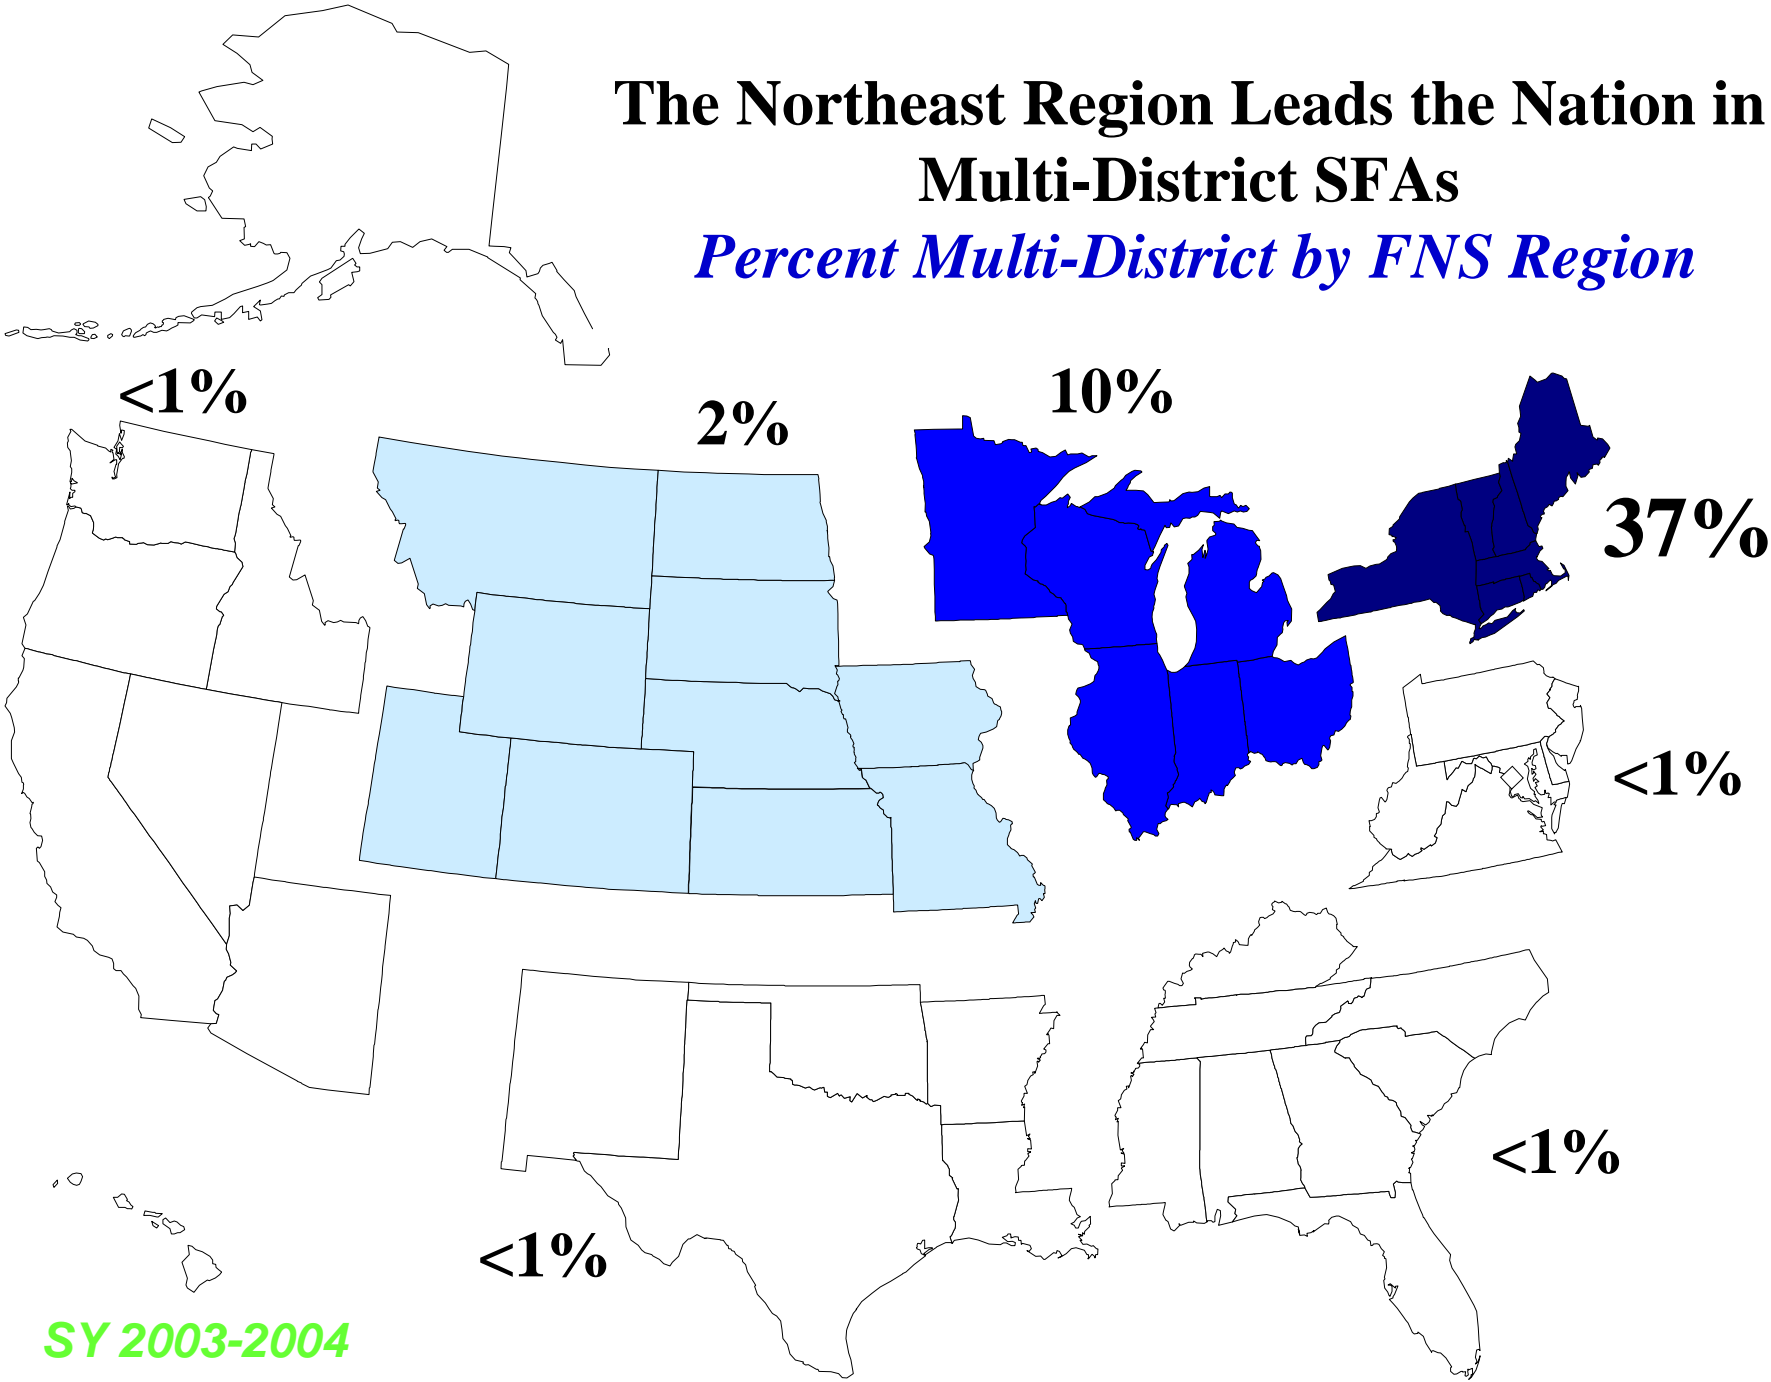 The Northeast Region Leads the Nation in
Multi-District SFAs
Percent Multi-District by FNS Region
<1%
2%
10%
37%
<1%
<1%
<1%
SY 2003-2004